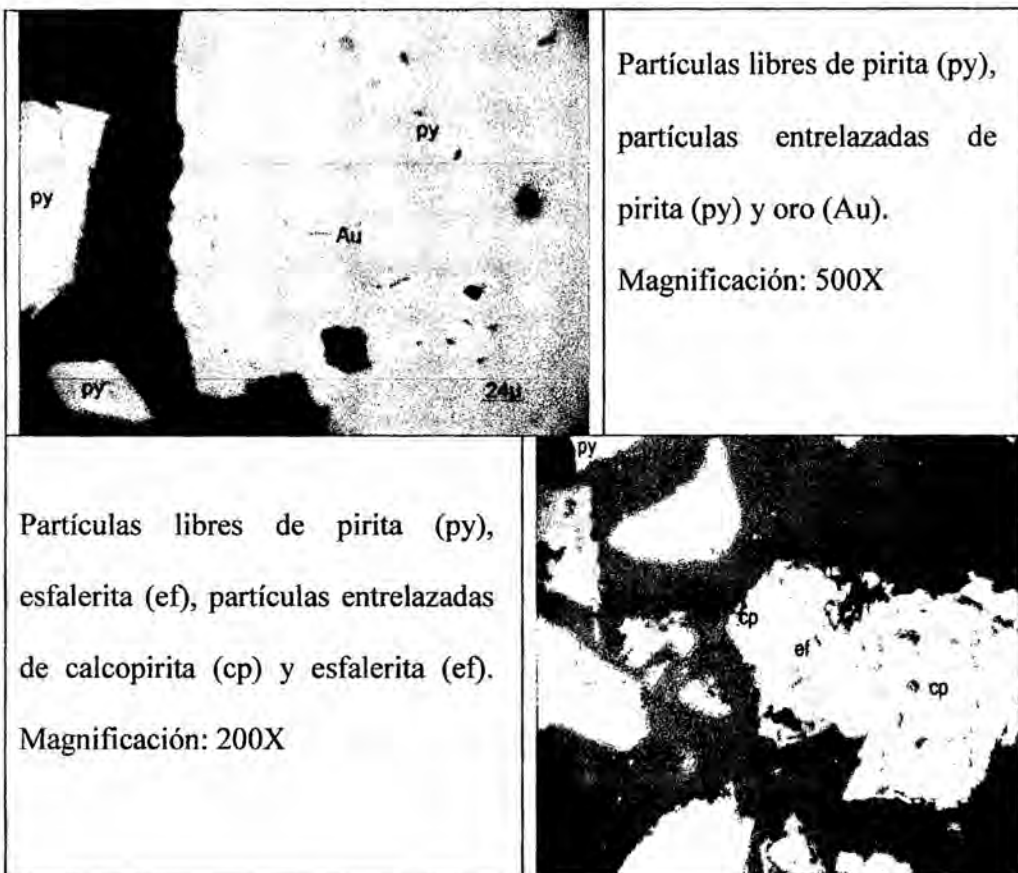 Partículas libres de pirita (py),
partículas entrelazadas de
pirita (py) y oro (Au).
Magnificación: 500X
py
py
Au
py
24µ
Partículas libres de pirita (py),
esfalerita (ef), partículas entrelazadas
de calcopirita (cp) y esfalerita (ef).
Magnificación: 200X
py
cp
ef
cp